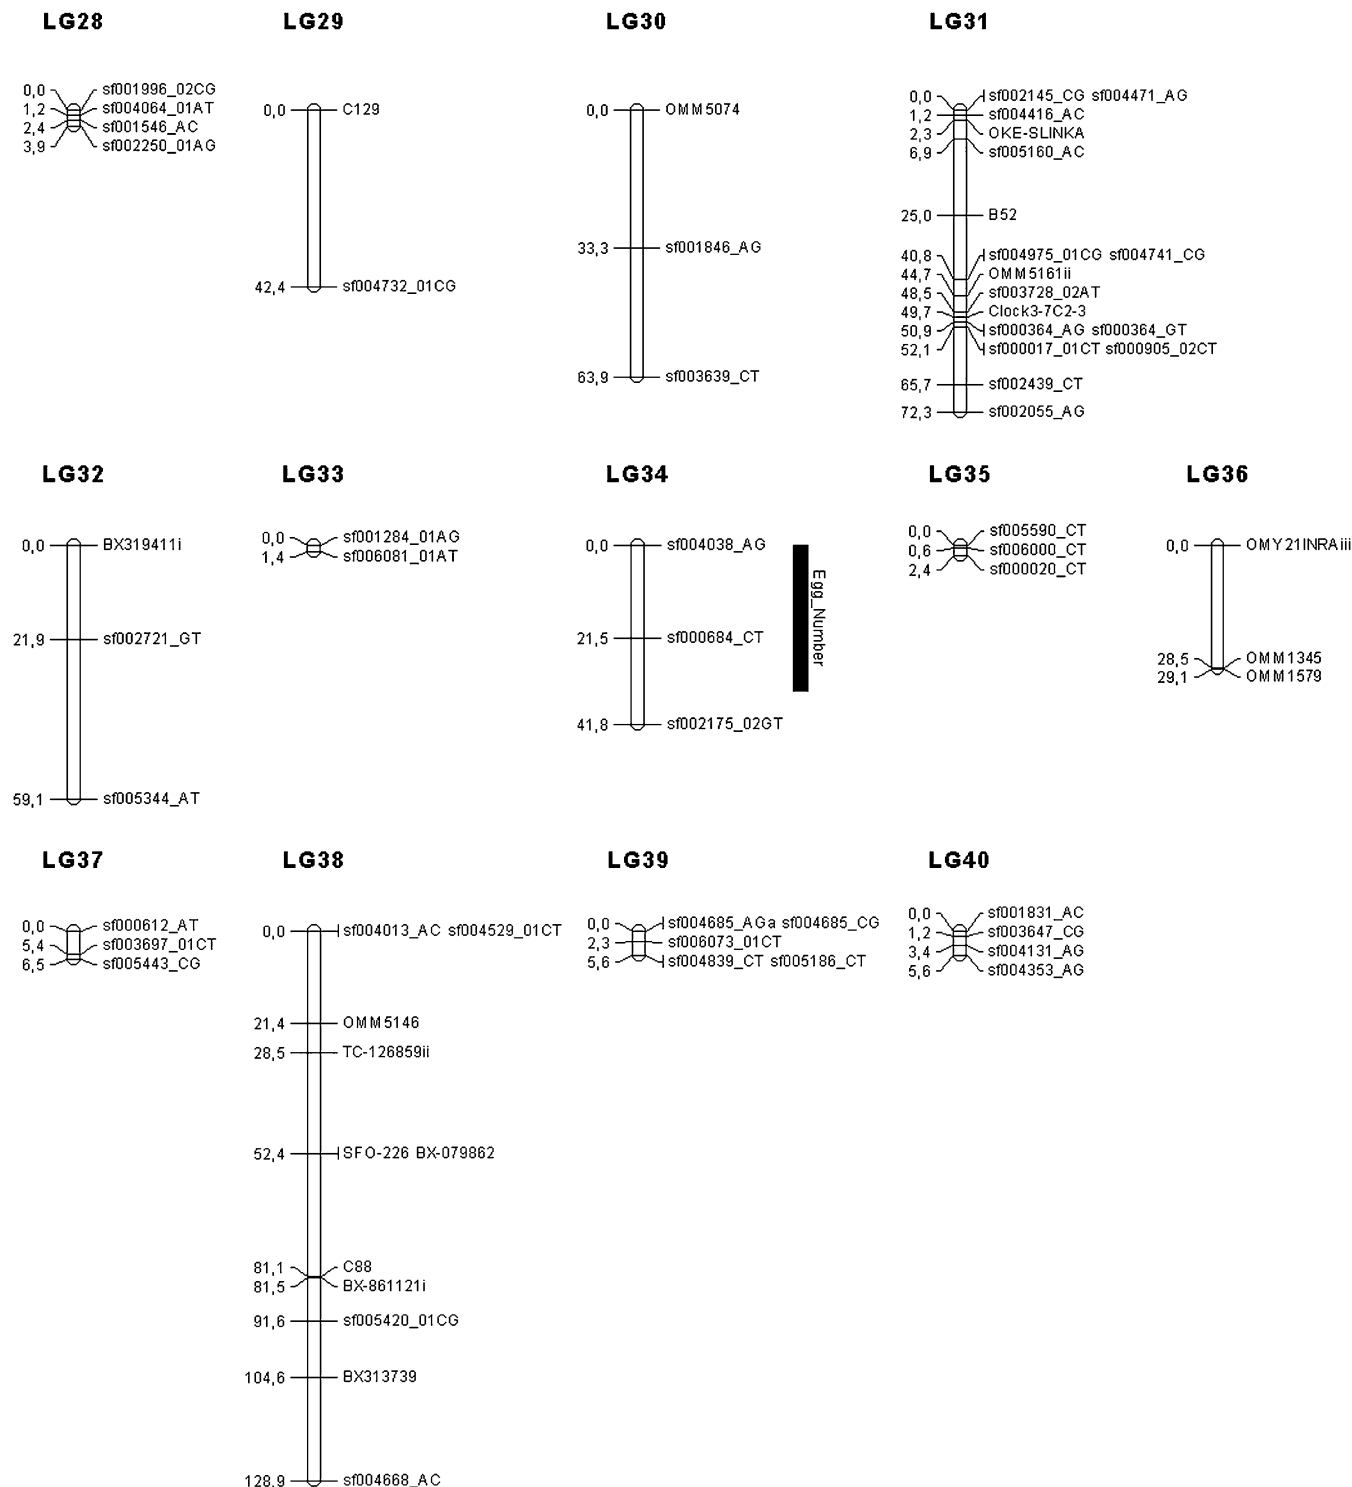 LG28
0,0 sf001996_02CG
1,2 sf004064_01AT
2,4 sf001546_AC
3,9 sf002250_01AG
LG29
0,0 C129
42,4 sf004732_01CG
LG30
0,0 OMM5074
33,3 sf001846_AG
63,9 sf003639_CT
LG31
0,0 sf002145_CG sf004471_AG
1,2 sf004416_AC
2,3 OKE-SLINKA
6,9 sf005160_AC
25,0 B52
40,8 sf004975_01CG sf004741_CG
44,7 OMM5161ii
48,5 sf003728_02AT
49,7 Clock3-7C2-3
50,9 sf000364_AG sf000364_GT
52,1 sf000017_01CT sf000905_02CT
65,7 sf002439_CT
72,3 sf002055_AG
LG32
0,0 BX319411i
21,9 sf002721_GT
59,1 sf005344_AT
LG33
0,0 sf001284_01AG
1,4 sf006081_01AT
LG34
0,0 sf004038_AG
21,5 sf000684_CT
41,8 sf002175_02GT
Egg_Number
LG35
0,0 sf005590_CT
0,6 sf006000_CT
2,4 sf000020_CT
LG36
0,0 OMY21INRAiii
28,5 OMM1345
29,1 OMM1579
LG37
0,0 sf000612_AT
5,4 sf003697_01CT
6,5 sf005443_CG
LG38
0,0 sf004013_AC sf004529_01CT
21,4 OMM5146
28,5 TC-126859ii
52,4 SFO-226 BX-079862
81,1 C88
81,5 BX-861121i
91,6 sf005420_01CG
104,6 BX313739
128,9 sf004668_AC
LG39
0,0 sf004685_AGa sf004685_CG
2,3 sf006073_01CT
5,6 sf004839_CT sf005186_CT
LG40
0,0 sf001831_AC
1,2 sf003647_CG
3,4 sf004131_AG
5,6 sf004353_AG